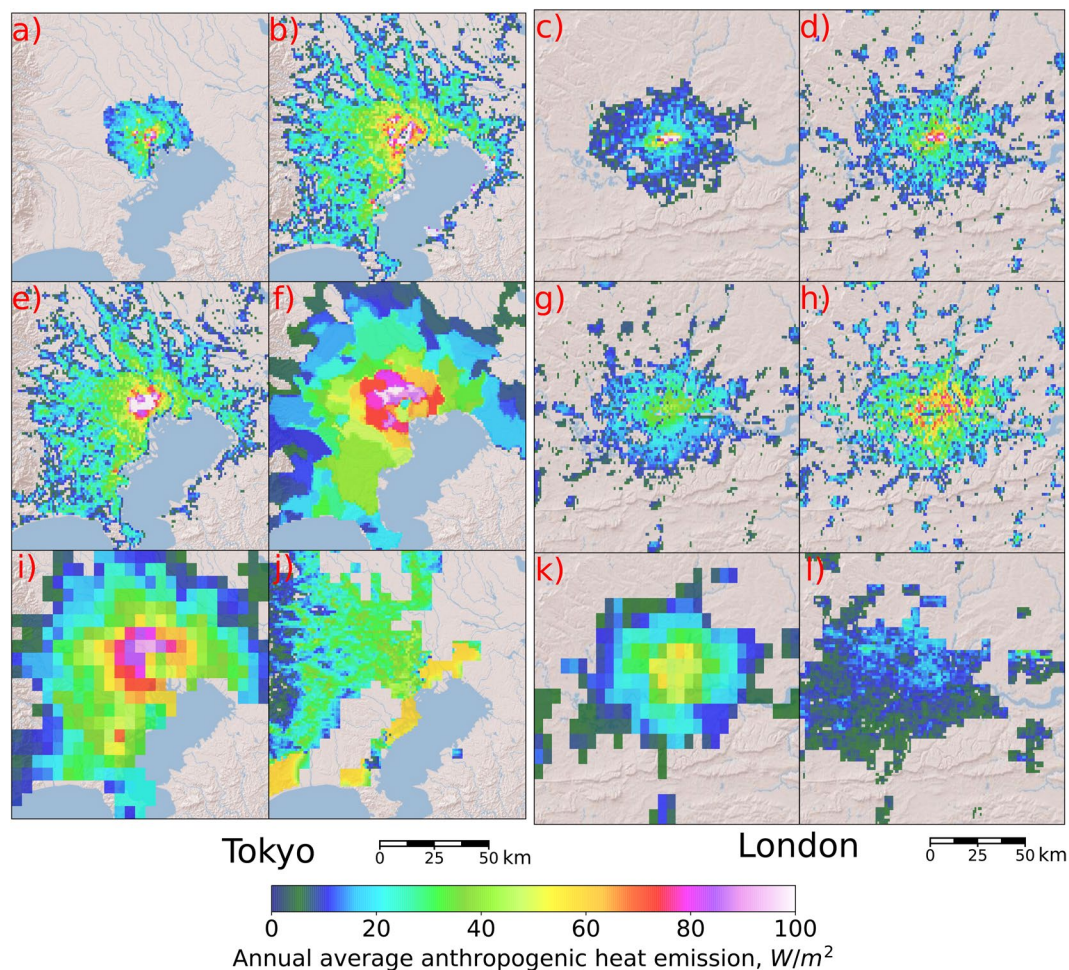 a) b) c) d)
e) f) g) h)
i) j) k) l)
Tokyo 0 25 50 km London 0 25 50 km
0 20 40 60 80 100
Annual average anthropogenic heat emission, W/m²